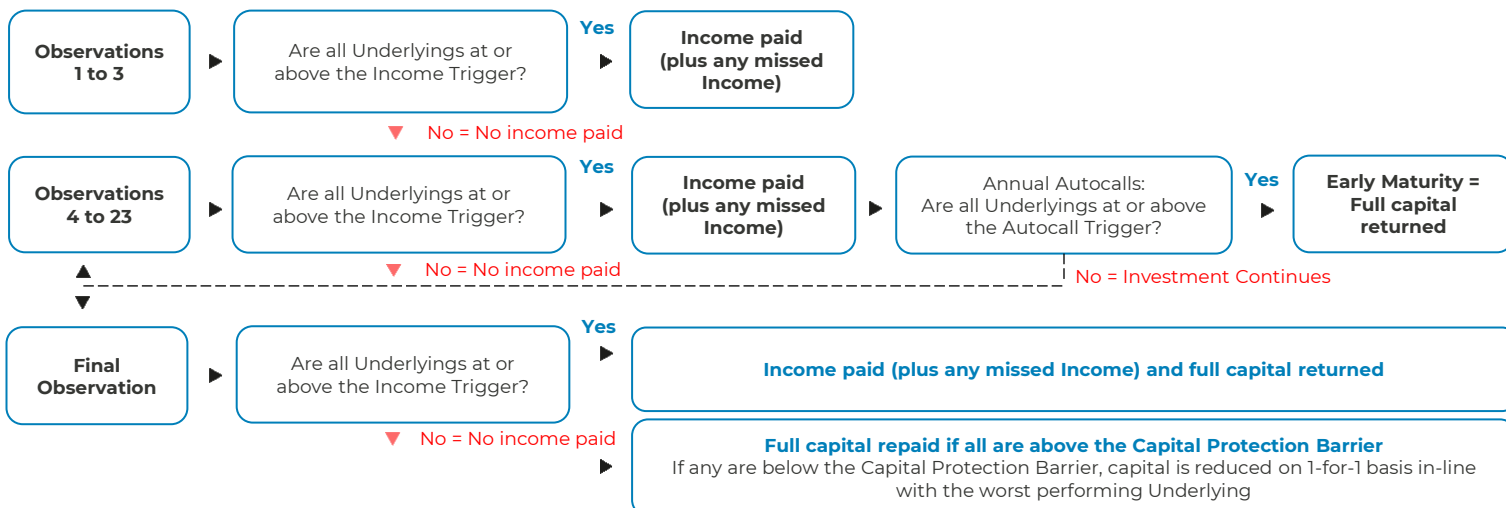 Observations
1 to 3
Are all Underlyings at or
above the Income Trigger?
Yes
Income paid
(plus any missed
Income)
No = No income paid
Observations
4 to 23
Are all Underlyings at or
above the Income Trigger?
Yes
Income paid
(plus any missed
Income)
Annual Autocalls:
Are all Underlyings at or above
the Autocall Trigger?
Yes
Early Maturity =
Full capital
returned
No = No income paid
No = Investment Continues
Final
Observation
Are all Underlyings at or
above the Income Trigger?
Yes
Income paid (plus any missed Income) and full capital returned
No = No income paid
Full capital repaid if all are above the Capital Protection Barrier
If any are below the Capital Protection Barrier, capital is reduced on 1-for-1 basis in-line
with the worst performing Underlying